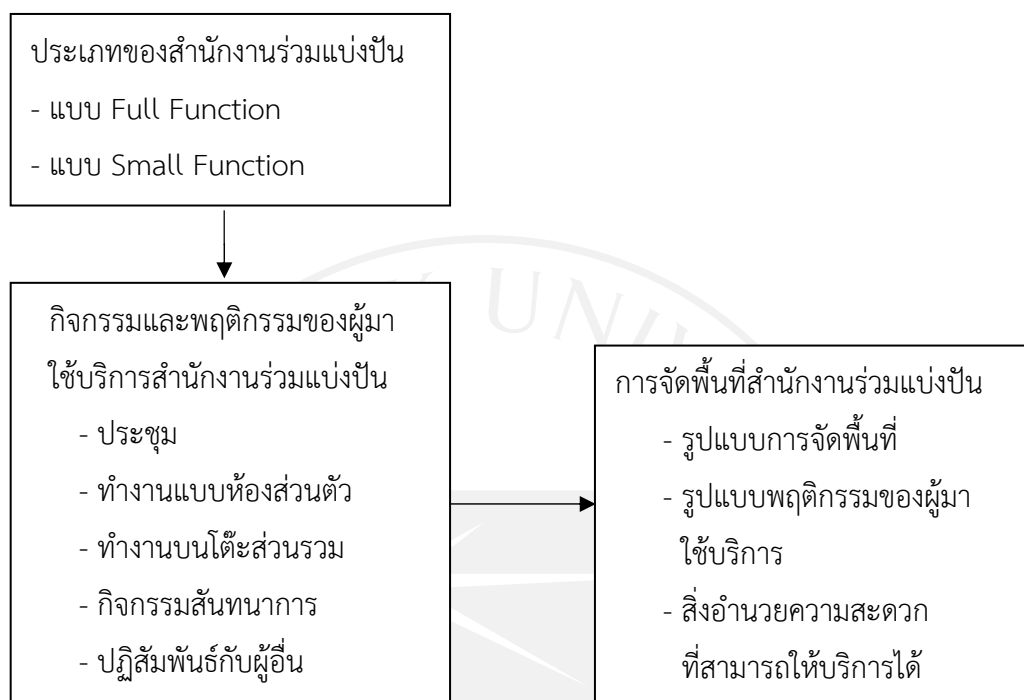 ประเภทของสำนักงานร่วมแบ่งปัน
- แบบ Full Function
- แบบ Small Function
กิจกรรมและพฤติกรรมของผู้มา
ใช้บริการสำนักงานร่วมแบ่งปัน
- ประชุม
- ทำงานแบบห้องส่วนตัว
- ทำงานบนโต๊ะส่วนรวม
- กิจกรรมสันทนาการ
- ปฏิสัมพันธ์กับผู้อื่น
การจัดพื้นที่สำนักงานร่วมแบ่งปัน
- รูปแบบการจัดพื้นที่
- รูปแบบพฤติกรรมของผู้มา
ใช้บริการ
- สิ่งอำนวยความสะดวก
ที่สามารถให้บริการได้